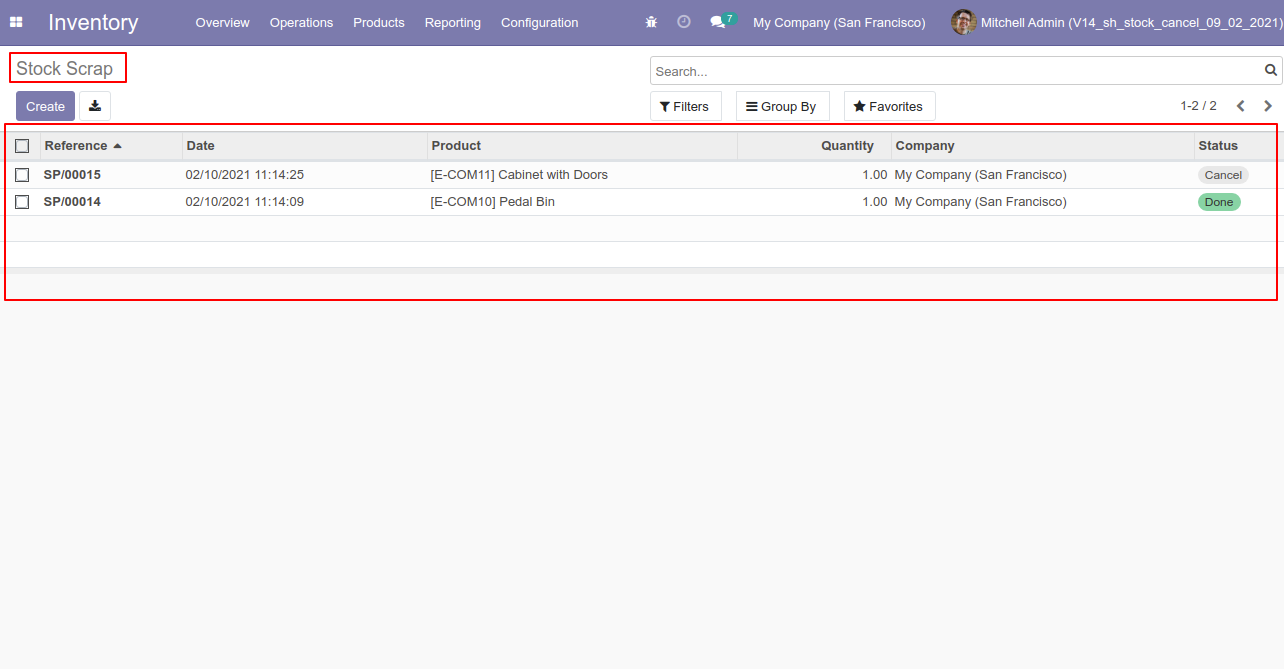 Inventory Overview Operations Products Reporting Configuration 7 My Company (San Francisco) Mitchell Admin (V14_sh_stock_cancel_09_02_2021)
Stock Scrap
Search...
Create Filters Group By Favorites 1-2 / 2
Reference Date Product Quantity Company Status
SP/00015 02/10/2021 11:14:25 [E-COM11] Cabinet with Doors 1.00 My Company (San Francisco) Cancel
SP/00014 02/10/2021 11:14:09 [E-COM10] Pedal Bin 1.00 My Company (San Francisco) Done